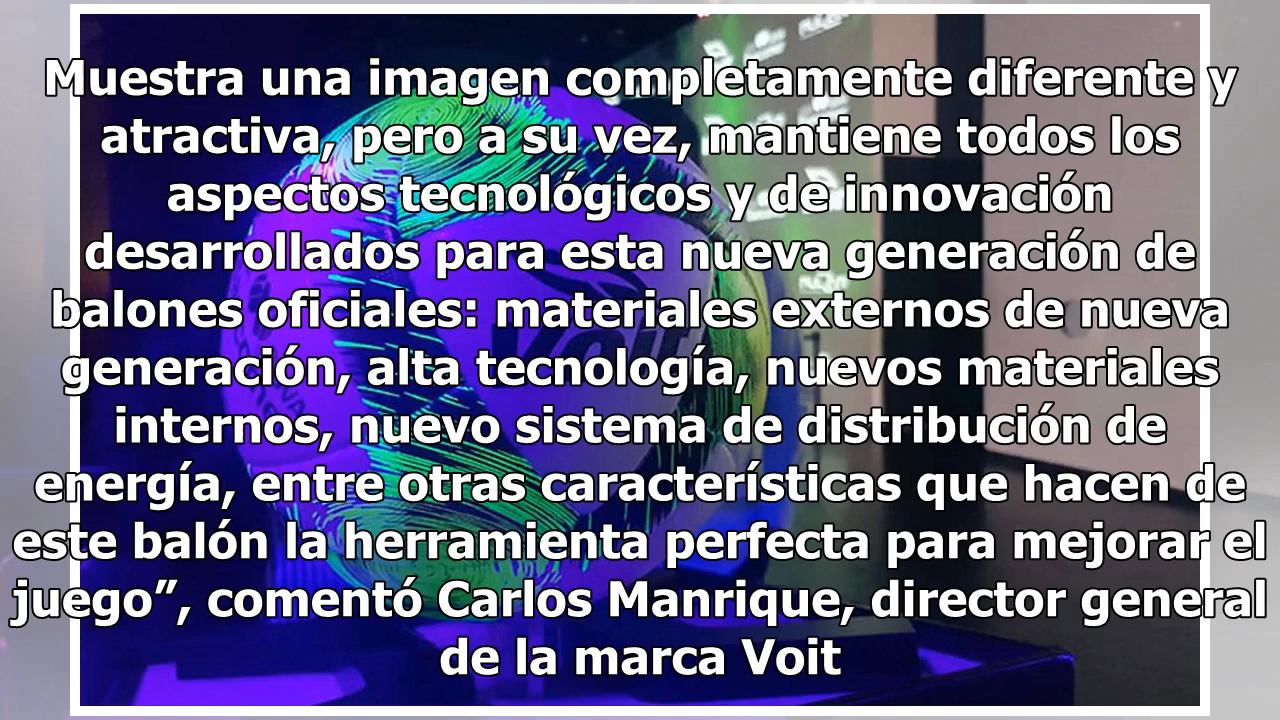 Muestra una imagen completamente diferente y
atractiva, pero a su vez, mantiene todos los
aspectos tecnológicos y de innovación
desarrollados para esta nueva generación de
balones oficiales: materiales externos de nueva
generación, alta tecnología, nuevos materiales
internos, nuevo sistema de distribución de
energía, entre otras características que hacen de
este balón la herramienta perfecta para mejorar el
juego”, comentó Carlos Manrique, director general
de la marca Voit
Voit